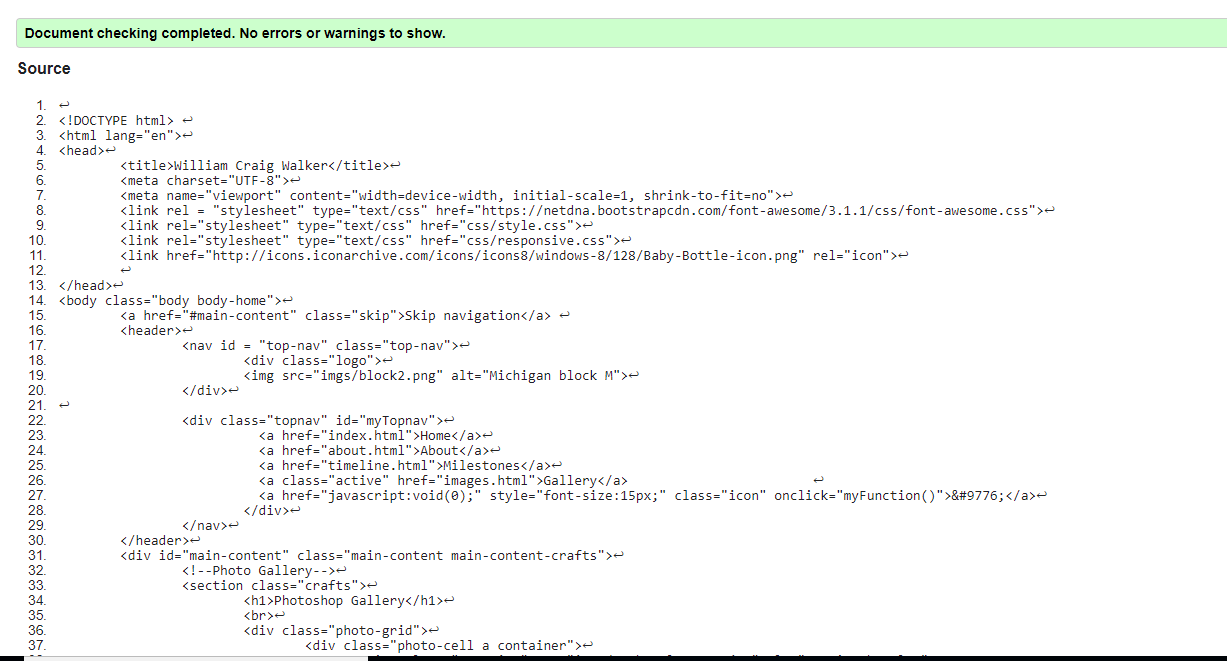 Document checking completed. No errors or warnings to show.
Source
1. ↩
2. <!DOCTYPE html> ↩
3. <html lang="en">↩
4. <head>↩
5. <title>William Craig Walker</title>↩
6. <meta charset="UTF-8">↩
7. <meta name="viewport" content="width=device-width, initial-scale=1, shrink-to-fit=no">↩
8. <link rel = "stylesheet" type="text/css" href="https://netdna.bootstrapcdn.com/font-awesome/3.1.1/css/font-awesome.css">↩
9. <link rel="stylesheet" type="text/css" href="css/style.css">↩
10. <link rel="stylesheet" type="text/css" href="css/responsive.css">↩
11. <link href="http://icons.iconarchive.com/icons/icons8/windows-8/128/Baby-Bottle-icon.png" rel="icon">↩
12. ↩
13. </head>↩
14. <body class="body body-home">↩
15. <a href="#main-content" class="skip">Skip navigation</a> ↩
16. <header>↩
17. <nav id = "top-nav" class="top-nav">↩
18. <div class="logo">↩
19. <img src="imgs/block2.png" alt="Michigan block M">↩
20. </div>↩
21. ↩
22. <div class="topnav" id="myTopnav">↩
23. <a href="index.html">Home</a>↩
24. <a href="about.html">About</a>↩
25. <a href="timeline.html">Milestones</a>↩
26. <a class="active" href="images.html">Gallery</a> ↩
27. <a href="javascript:void(0);" style="font-size:15px;" class="icon" onclick="myFunction()">&#9776;</a>↩
28. </div>↩
29. </nav>↩
30. </header>↩
31. <div id="main-content" class="main-content main-content-crafts">↩
32. <!--Photo Gallery-->↩
33. <section class="crafts">↩
34. <h1>Photoshop Gallery</h1>↩
35. <br>↩
36. <div class="photo-grid">↩
37. <div class="photo-cell a container">↩